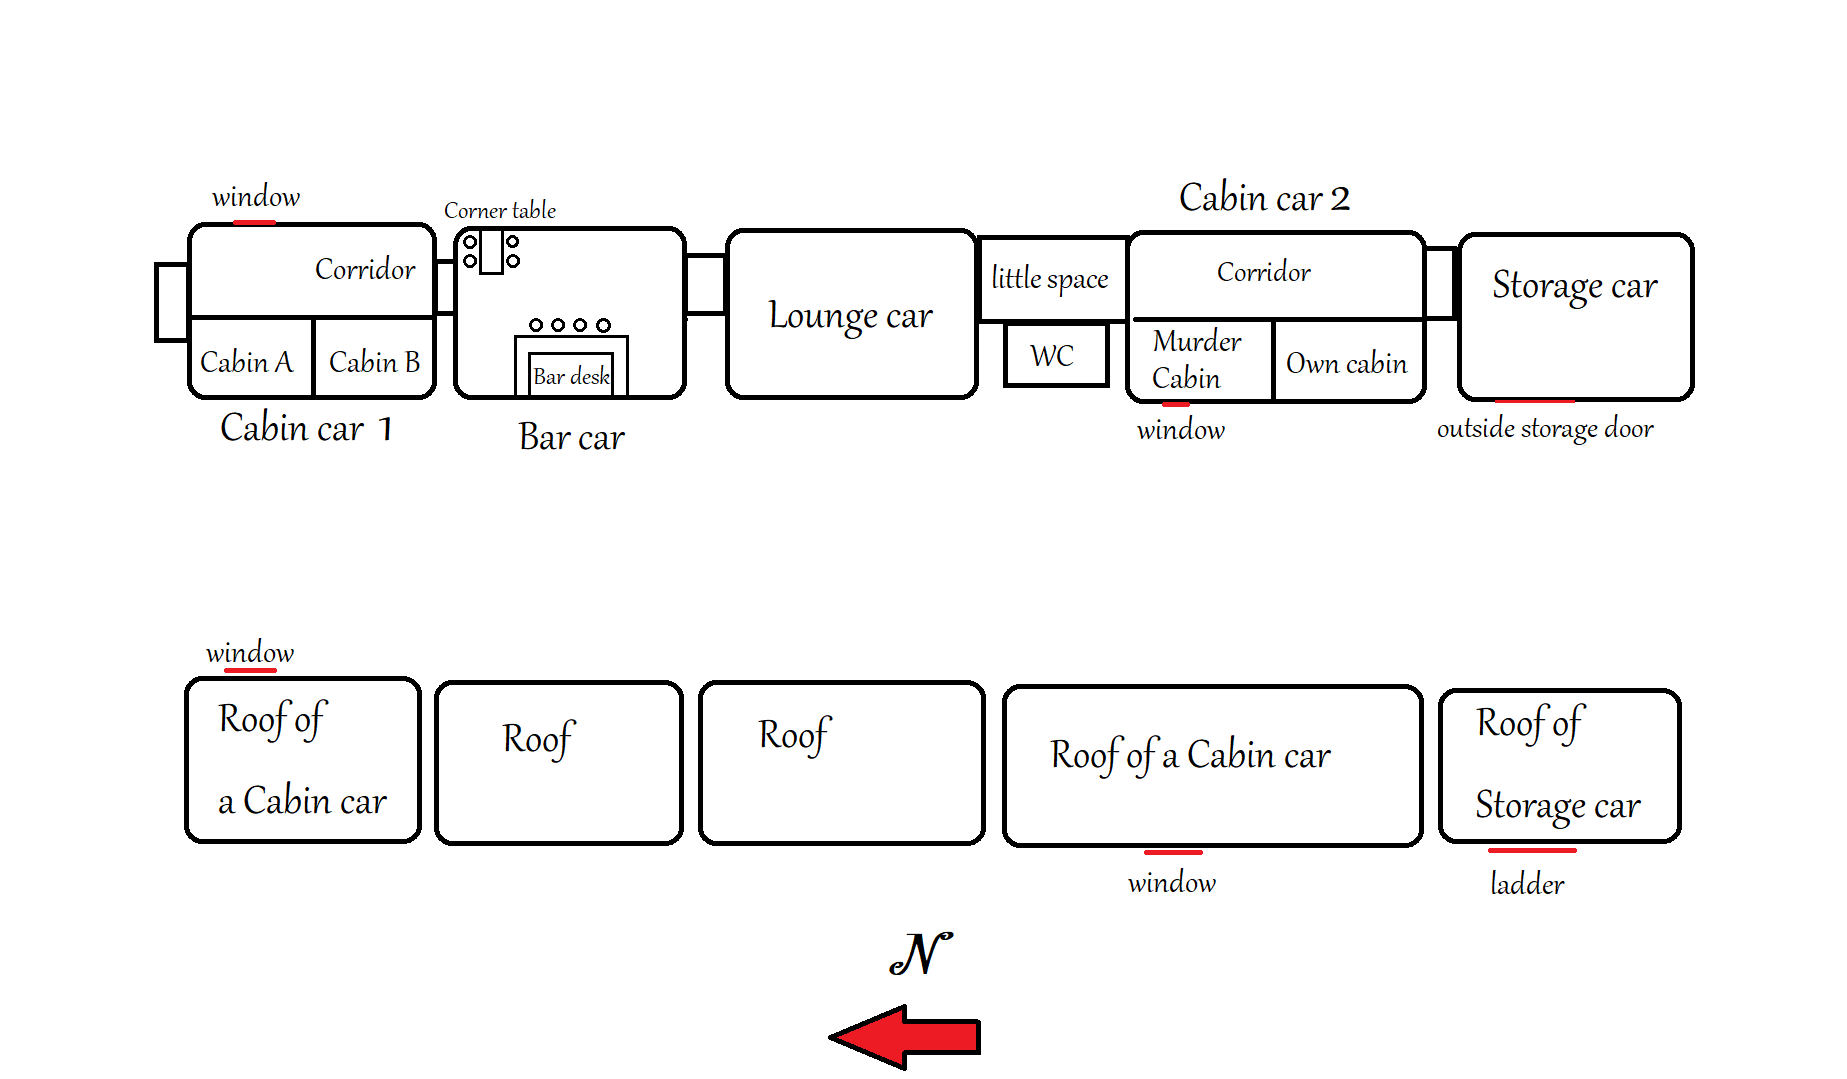 window
Corner table
Cabin car 2
Corridor
little space
Corridor
Storage car
Lounge car
Cabin A
Cabin B
Bar desk
WC
Murder
Cabin
Own cabin
Cabin car 1
Bar car
window
outside storage door
window
Roof of
a Cabin car
Roof
Roof
Roof of a Cabin car
Roof of
Storage car
window
ladder
N